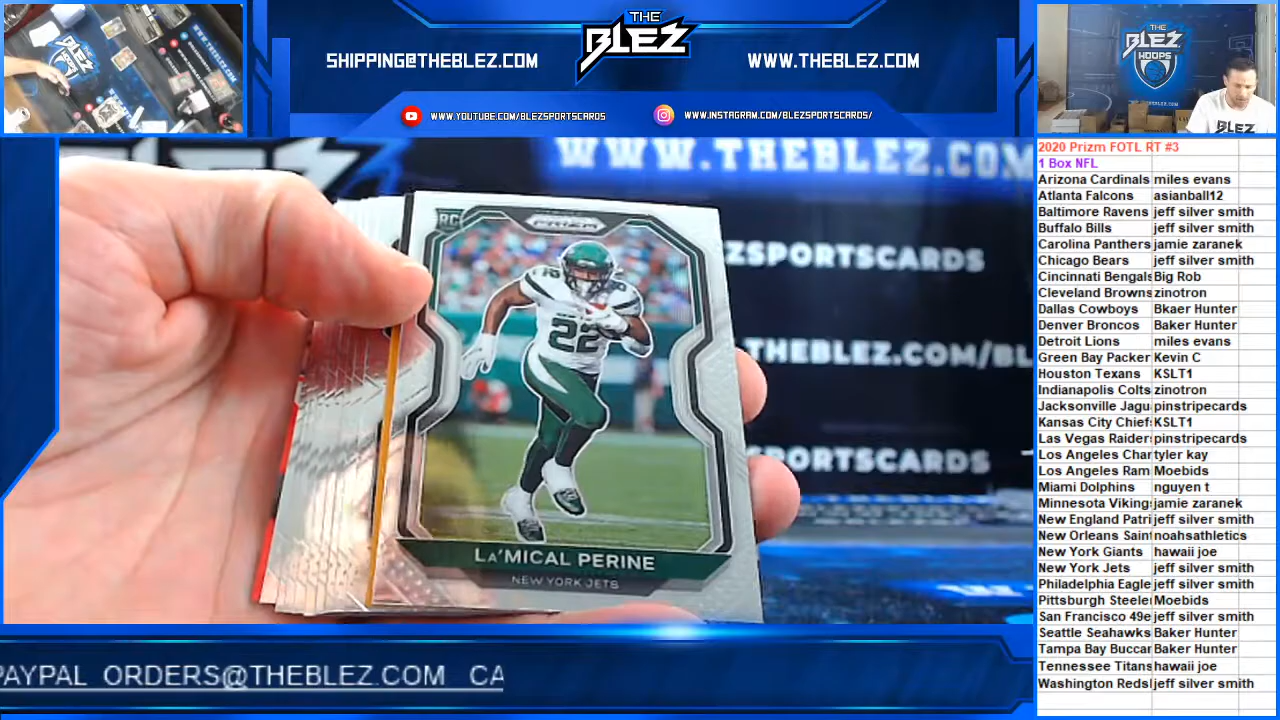 SHIPPING@THEBLEZ.COM
THE
BLEZ
WWW.THEBLEZ.COM
WWW.YOUTUBE.COM/BLEZSPORTSCARDS
WWW.INSTAGRAM.COM/BLEZSPORTSCARDS/
THE
BLEZ
HOOPS
BLEZ
WWW.THEBLEZ.COM
ZSPORTSCARDS
THEBLEZ.COM/BL
SPORTSCARDS
RC
PRIZM
22
LA'MICAL PERINE
NEW YORK JETS
2020 Prizm FOTL RT #3
1 Box NFL
Arizona Cardinals miles evans
Atlanta Falcons asianball12
Baltimore Ravens jeff silver smith
Buffalo Bills jeff silver smith
Carolina Panthers jamie zaranek
Chicago Bears jeff silver smith
Cincinnati Bengals Big Rob
Cleveland Browns zinotron
Dallas Cowboys Bkaer Hunter
Denver Broncos Baker Hunter
Detroit Lions miles evans
Green Bay Packer Kevin C
Houston Texans KSLT1
Indianapolis Colts zinotron
Jacksonville Jagu pinstripecards
Kansas City Chief KSLT1
Las Vegas Raider pinstripecards
Los Angeles Char tyler kay
Los Angeles Ram Moebids
Miami Dolphins nguyen t
Minnesota Viking jamie zaranek
New England Patri jeff silver smith
New Orleans Saint noahsathletics
New York Giants hawaii joe
New York Jets jeff silver smith
Philadelphia Eagle jeff silver smith
Pittsburgh Steele Moebids
San Francisco 49e jeff silver smith
Seattle Seahawks Baker Hunter
Tampa Bay Buccar Baker Hunter
Tennessee Titans hawaii joe
Washington Reds jeff silver smith
PAYPAL ORDERS@THEBLEZ.COM CA